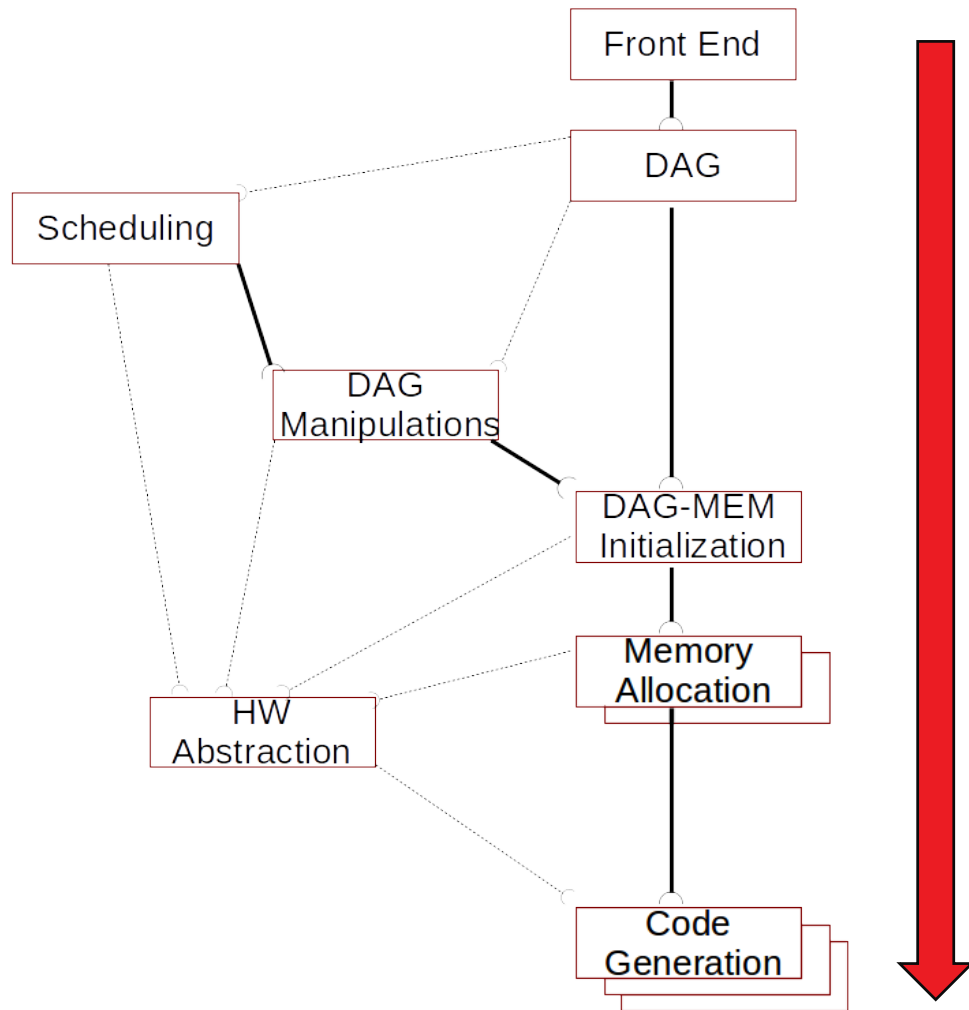 Front End
DAG
Scheduling
DAG
Manipulations
DAG-MEM
Initialization
Memory
Allocation
HW
Abstraction
Code
Generation